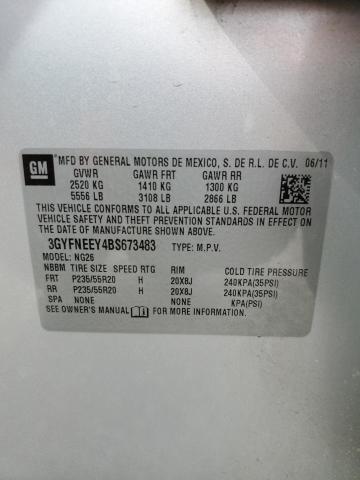 GM
MFD BY GENERAL MOTORS DE MEXICO, S. DE R.L. DE C.V. 06/11
GVWR GAWR FRT GAWR RR
2520 KG 1410 KG 1300 KG
5556 LB 3108 LB 2866 LB
THIS VEHICLE CONFORMS TO ALL APPLICABLE U.S. FEDERAL MOTOR
VEHICLE SAFETY AND THEFT PREVENTION STANDARDS IN EFFECT ON
THE DATE OF MANUFACTURE SHOWN ABOVE.
3GYFNEEY4BS673483 TYPE: M.P.V.
MODEL: NG26
NBBM TIRE SIZE SPEED RTG RIM COLD TIRE PRESSURE
FRT P235/55R20 H 20X8J 240KPA(35PSI)
RR P235/55R20 H 20X8J 240KPA(35PSI)
SPA NONE NONE KPA(PSI)
SEE OWNER'S MANUAL FOR MORE INFORMATION.